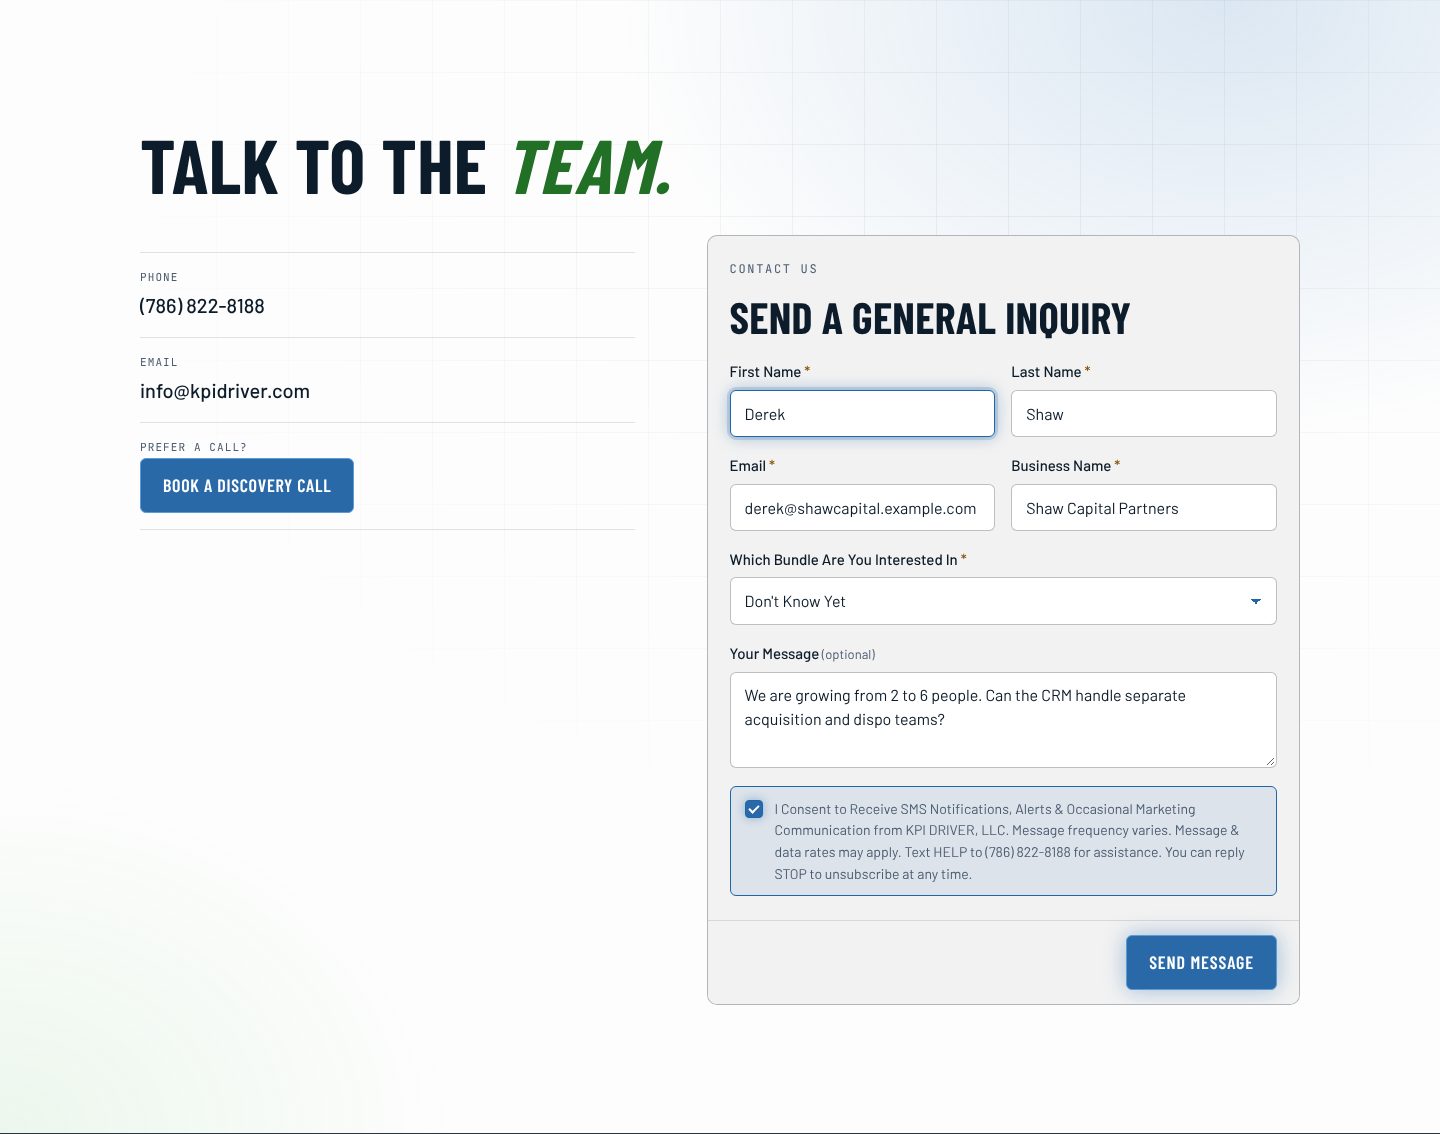 TALK TO THE TEAM.
PHONE
(786) 822-8188
EMAIL
info@kpidriver.com
PREFER A CALL?
BOOK A DISCOVERY CALL
CONTACT US
SEND A GENERAL INQUIRY
First Name *
Last Name *
Derek
Shaw
Email *
Business Name *
derek@shawcapital.example.com
Shaw Capital Partners
Which Bundle Are You Interested In *
Don't Know Yet
Your Message (optional)
We are growing from 2 to 6 people. Can the CRM handle separate
acquisition and dispo teams?
I Consent to Receive SMS Notifications, Alerts & Occasional Marketing
Communication from KPI DRIVER, LLC. Message frequency varies. Message &
data rates may apply. Text HELP to (786) 822-8188 for assistance. You can reply
STOP to unsubscribe at any time.
SEND MESSAGE